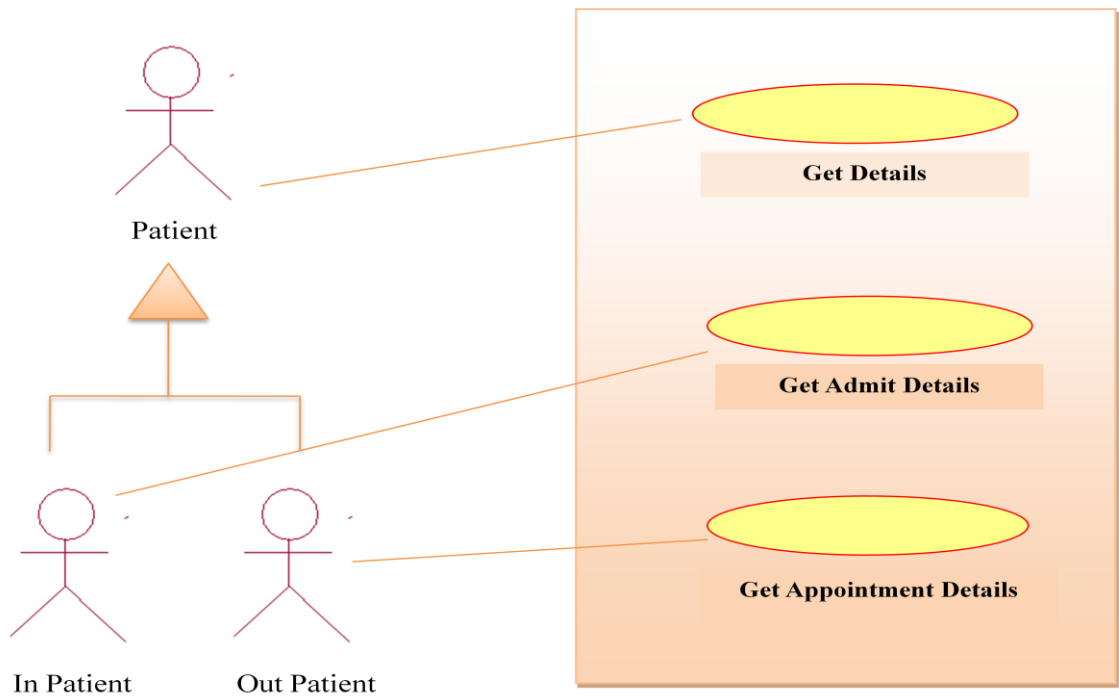 Get Details
Patient
Get Admit Details
Get Appointment Details
In Patient
Out Patient